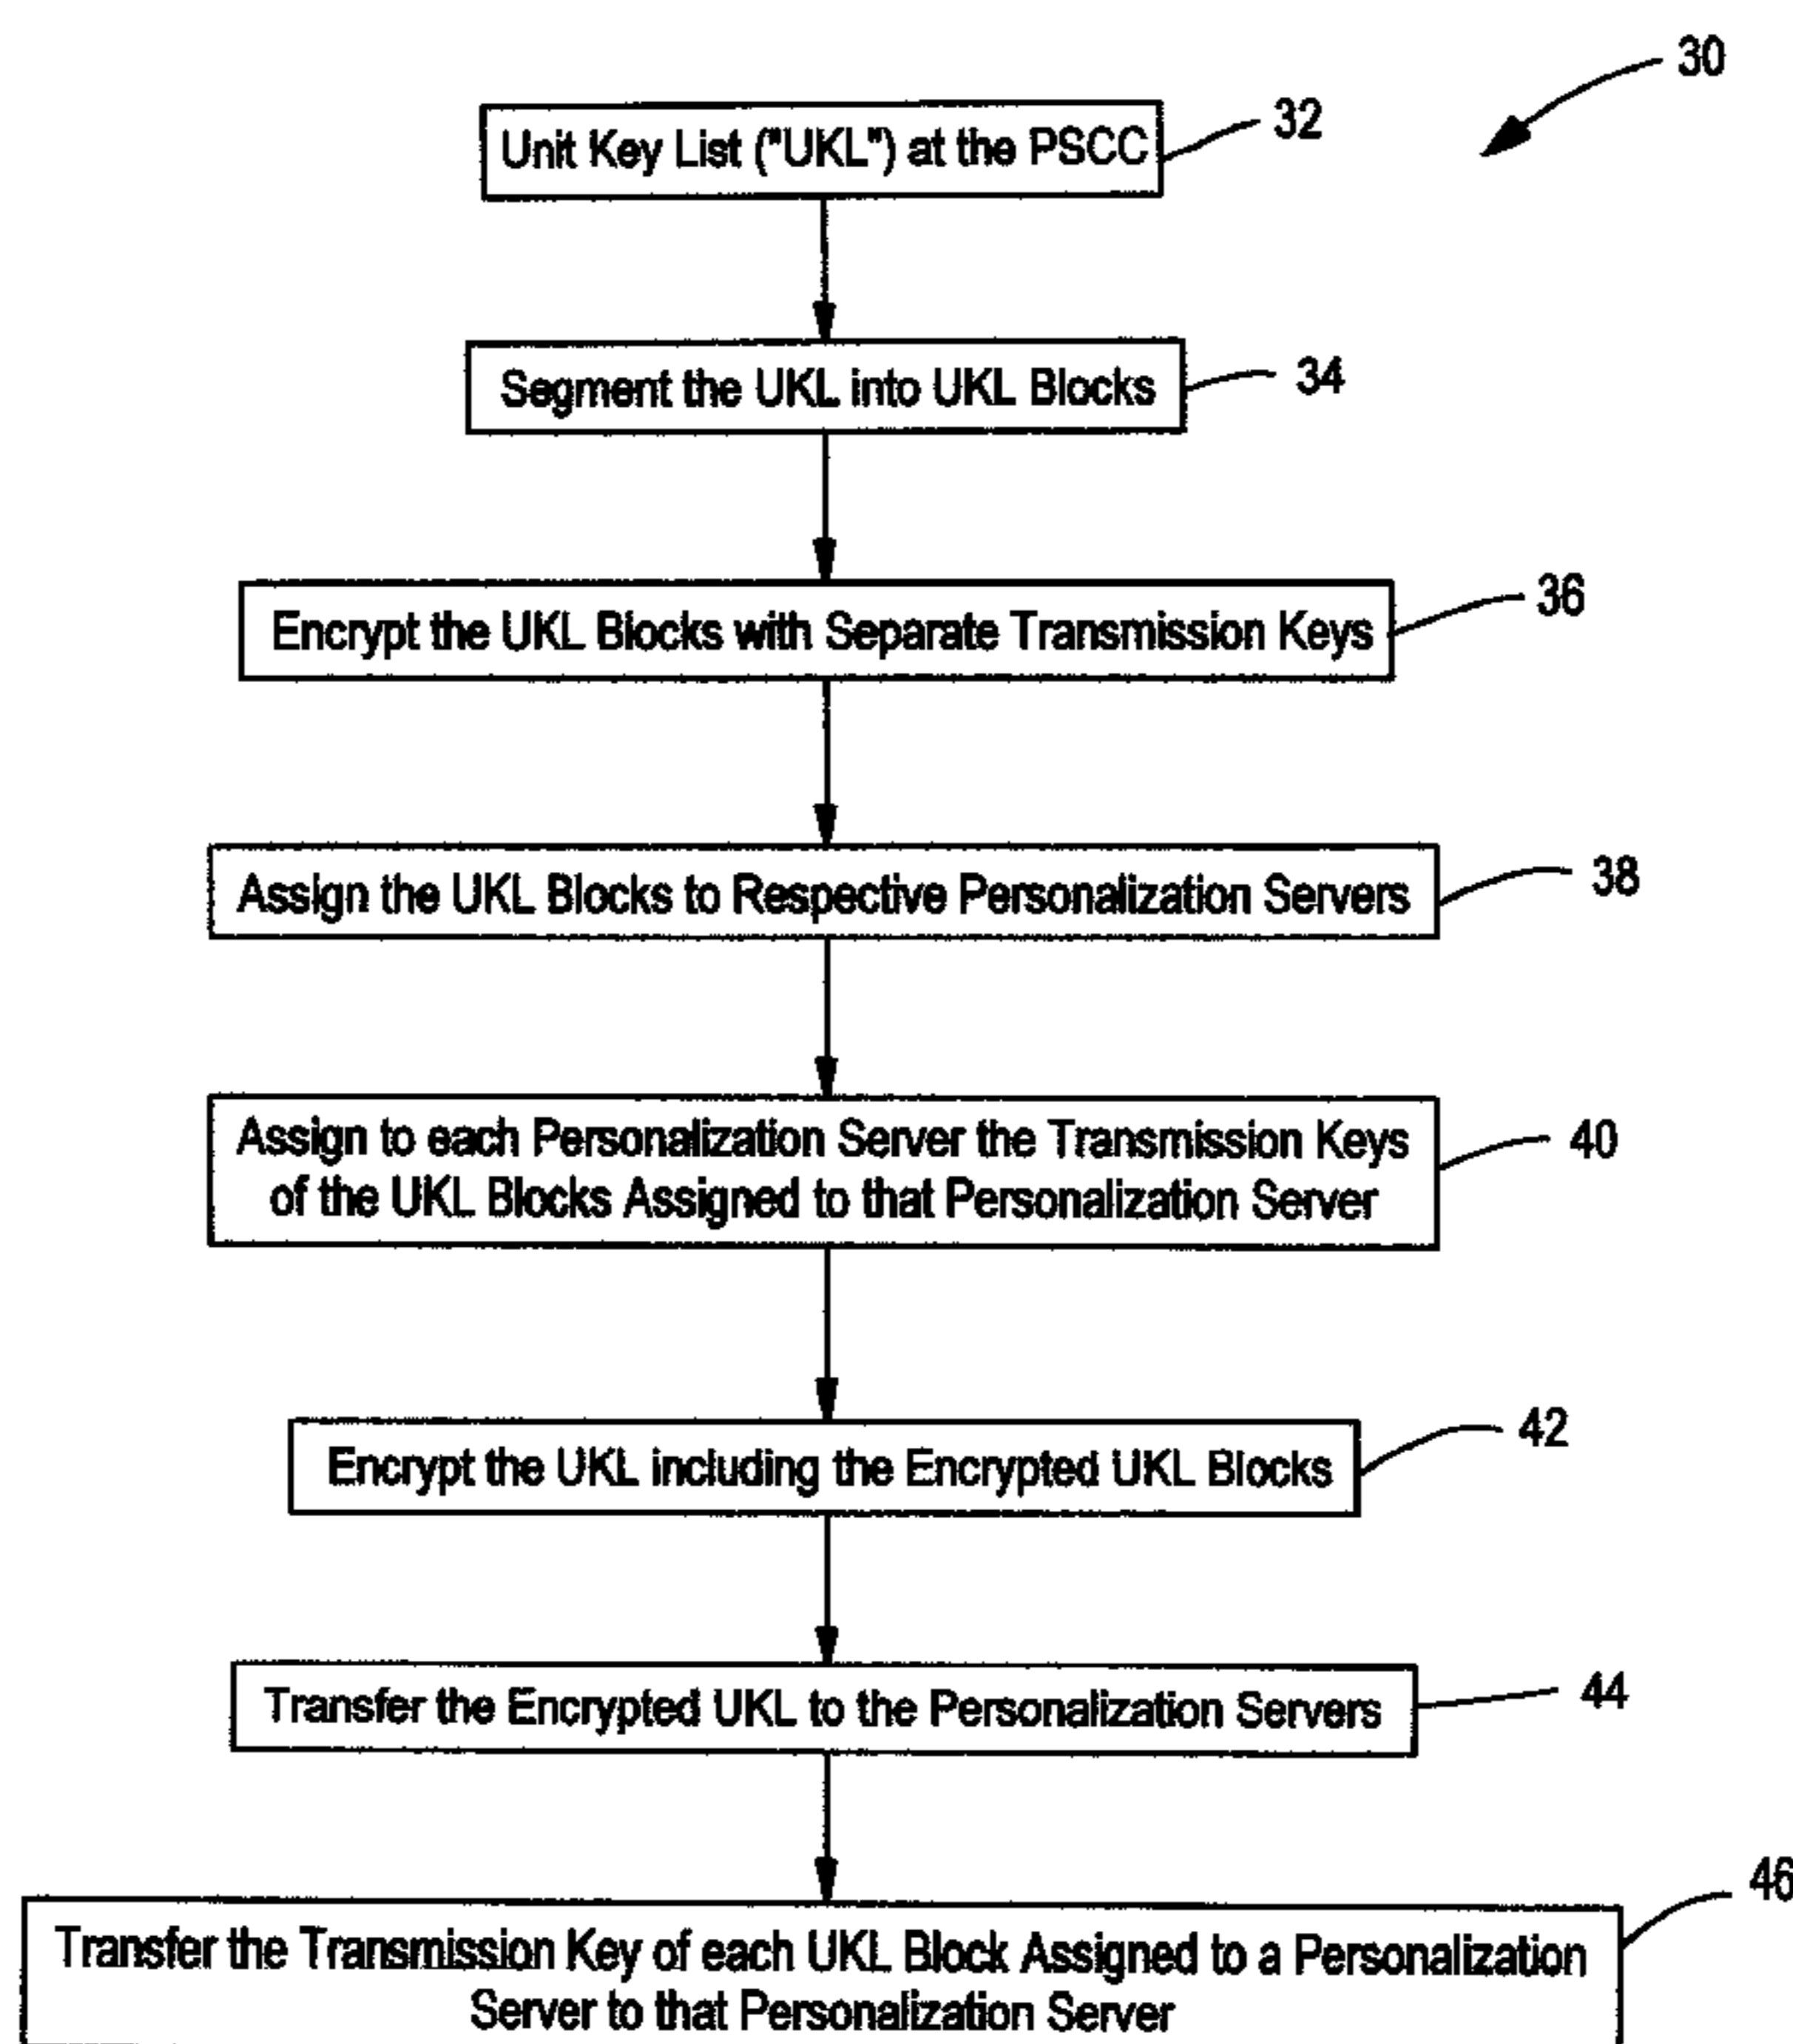 30
Unit Key List ("UKL") at the PSCC
32
Segment the UKL into UKL Blocks
34
Encrypt the UKL Blocks with Separate Transmission Keys
36
Assign the UKL Blocks to Respective Personalization Servers
38
Assign to each Personalization Server the Transmission Keys
of the UKL Blocks Assigned to that Personalization Server
40
Encrypt the UKL including the Encrypted UKL Blocks
42
Transfer the Encrypted UKL to the Personalization Servers
44
Transfer the Transmission Key of each UKL Block Assigned to a Personalization
Server to that Personalization Server
46